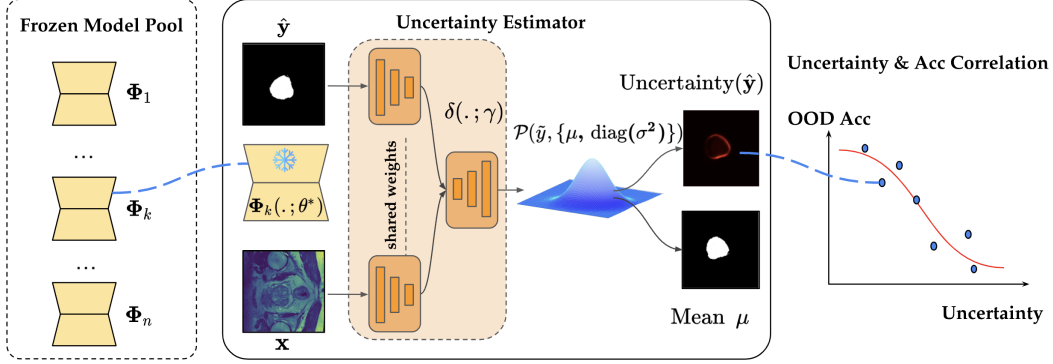 Frozen Model Pool
Φ₁
...
Φₖ
...
Φₙ
Uncertainty Estimator
ŷ
Φₖ(. ; θ*)
x
shared weights
δ(. ; γ)
𝒫(ỹ, {μ, diag(σ²)})
Uncertainty(ŷ)
Mean μ
Uncertainty & Acc Correlation
OOD Acc
Uncertainty